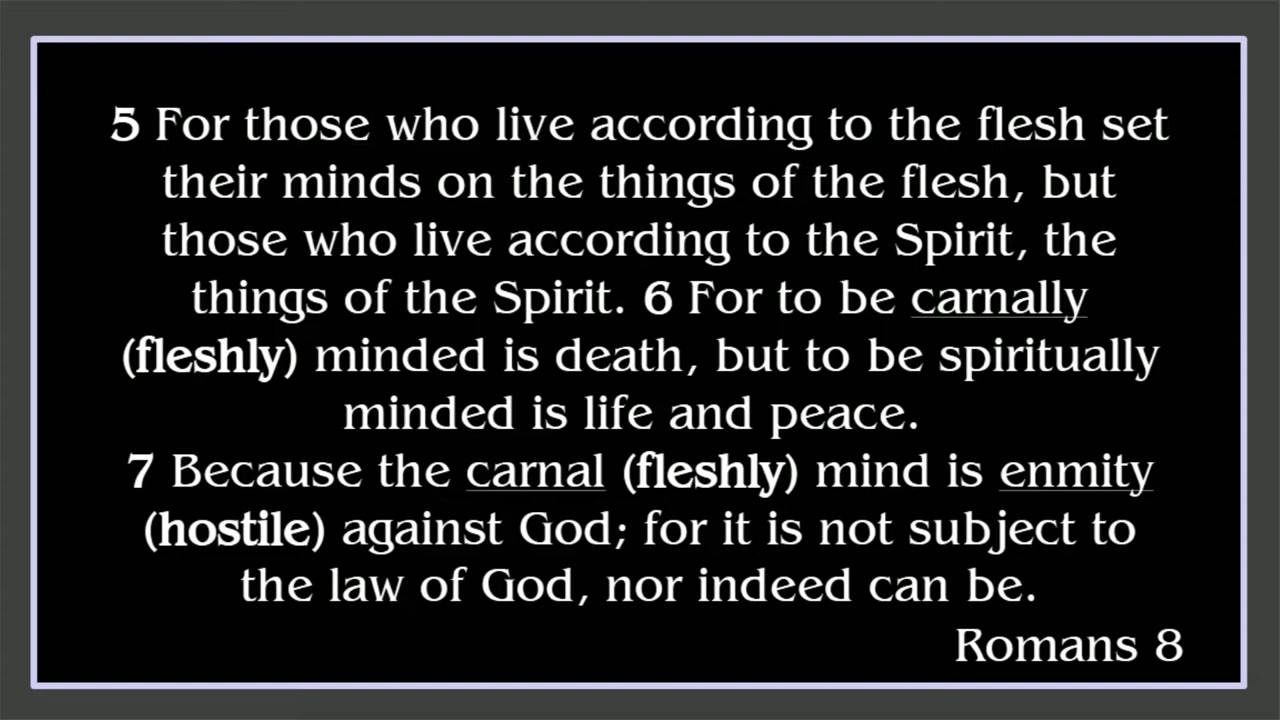 5 For those who live according to the flesh set
their minds on the things of the flesh, but
those who live according to the Spirit, the
things of the Spirit. 6 For to be carnally
(fleshly) minded is death, but to be spiritually
minded is life and peace.
7 Because the carnal (fleshly) mind is enmity
(hostile) against God; for it is not subject to
the law of God, nor indeed can be.
Romans 8